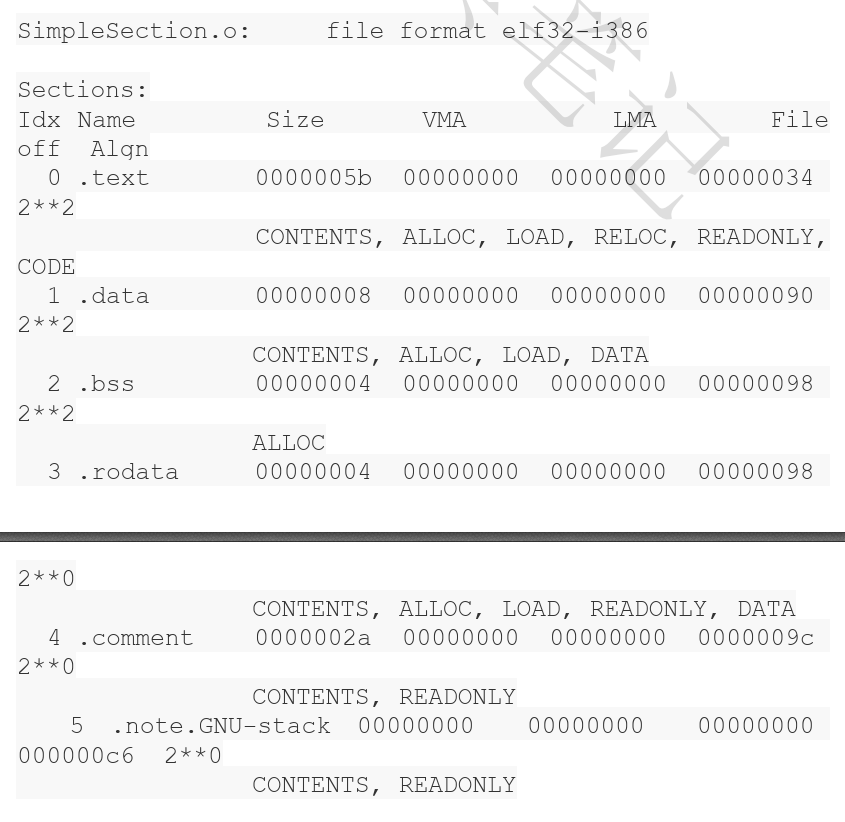 SimpleSection.o:     file format elf32-i386
Sections:
Idx Name          Size      VMA          LMA        File
off  Algn
  0 .text         0000005b  00000000  00000000  00000034
2**2
                  CONTENTS, ALLOC, LOAD, RELOC, READONLY,
CODE
  1 .data         00000008  00000000  00000000  00000090
2**2
                  CONTENTS, ALLOC, LOAD, DATA
  2 .bss          00000004  00000000  00000000  00000098
2**2
                  ALLOC
  3 .rodata       00000004  00000000  00000000  00000098
2**0
                  CONTENTS, ALLOC, LOAD, READONLY, DATA
  4 .comment      0000002a  00000000  00000000  0000009c
2**0
                  CONTENTS, READONLY
  5  .note.GNU-stack  00000000    00000000    00000000
000000c6  2**0
                  CONTENTS, READONLY
笔记